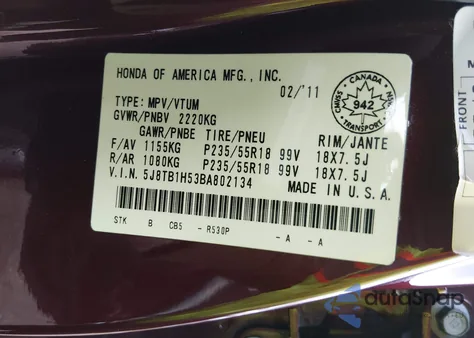 HONDA OF AMERICA MFG., INC.
02/'11
TYPE: MPV/VTUM
GVWR/PNBV 2220KG
GAWR/PNBE TIRE/PNEU RIM/JANTE
F/AV 1155KG P235/55R18 99V 18X7.5J
R/AR 1080KG P235/55R18 99V 18X7.5J
V.I.N. 5J8TB1H53BA802134 MADE IN U.S.A.
STK B CB5 - R530P - A - A
CANADA
942
TRANSPORT
FRONT
autoSnap